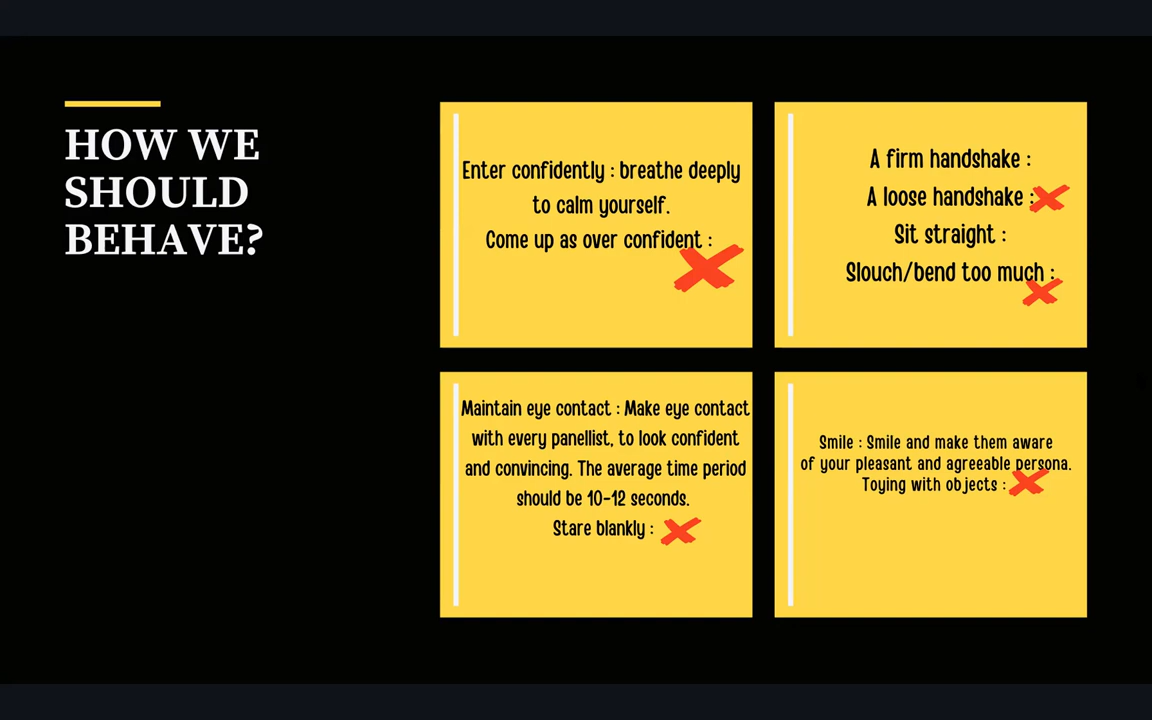 HOW WE
SHOULD
BEHAVE?
Enter confidently : breathe deeply
to calm yourself.
Come up as over confident :
A firm handshake :
A loose handshake :
Sit straight :
Slouch/bend too much :
Maintain eye contact : Make eye contact
with every panellist, to look confident
and convincing. The average time period
should be 10-12 seconds.
Stare blankly :
Smile : Smile and make them aware
of your pleasant and agreeable persona.
Toying with objects :